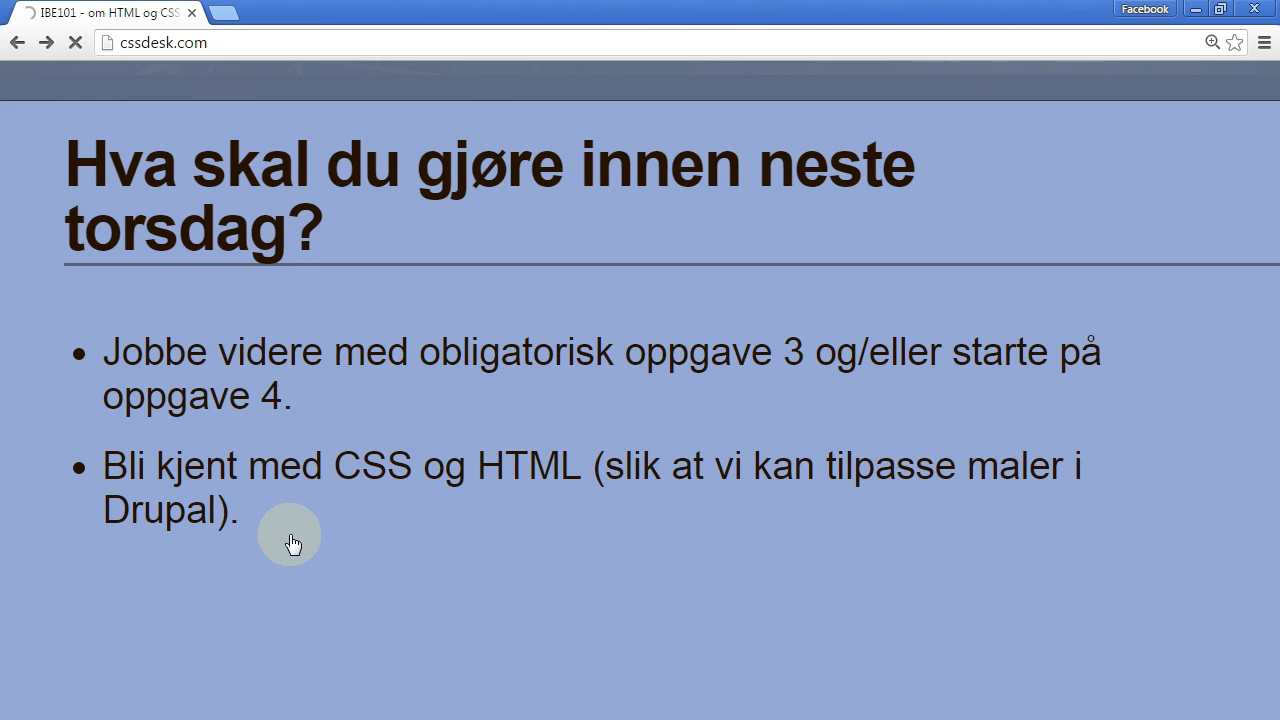 IBE101 - om HTML og CSS
Facebook
cssdesk.com
Hva skal du gjøre innen neste
torsdag?
Jobbe videre med obligatorisk oppgave 3 og/eller starte på
oppgave 4.
Bli kjent med CSS og HTML (slik at vi kan tilpasse maler i
Drupal).